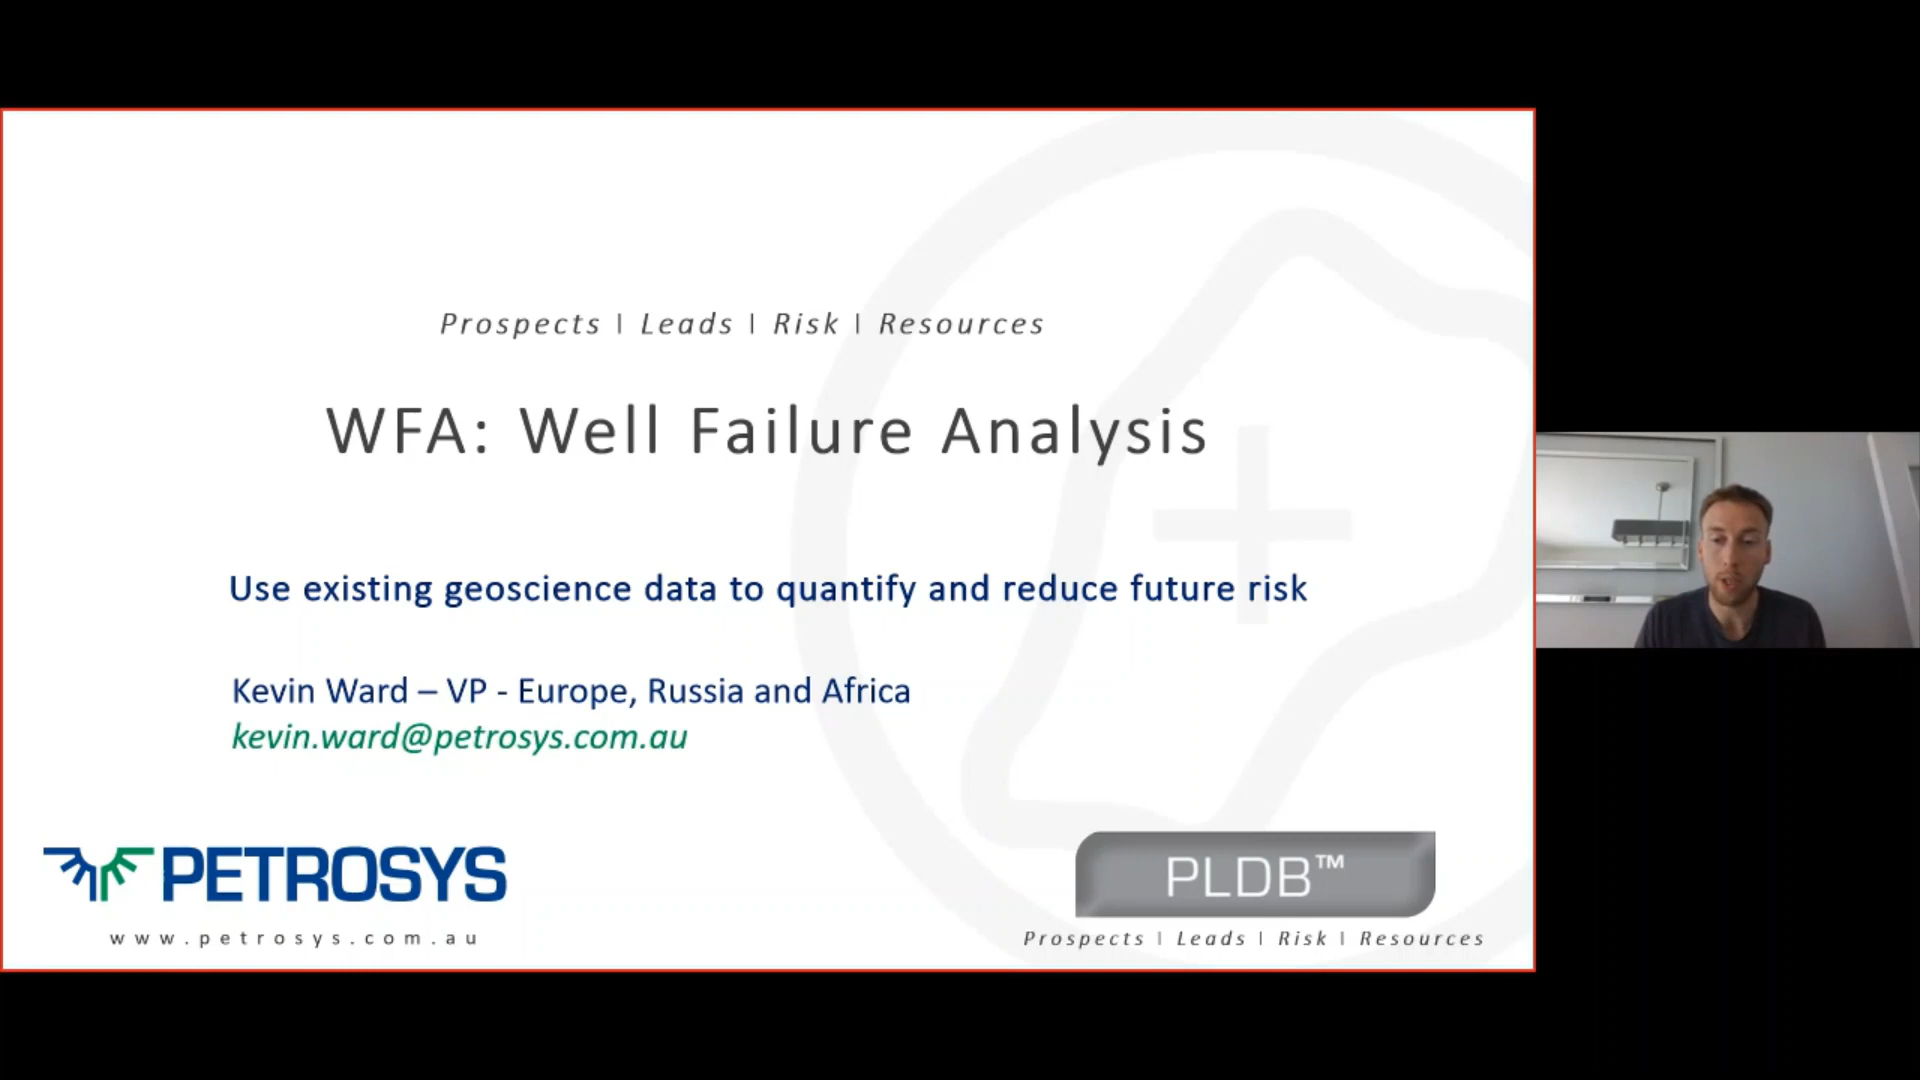 Prospects | Leads | Risk | Resources
WFA: Well Failure Analysis
Use existing geoscience data to quantify and reduce future risk
Kevin Ward – VP - Europe, Russia and Africa
kevin.ward@petrosys.com.au
PETROSYS
www.petrosys.com.au
PLDB™
Prospects | Leads | Risk | Resources